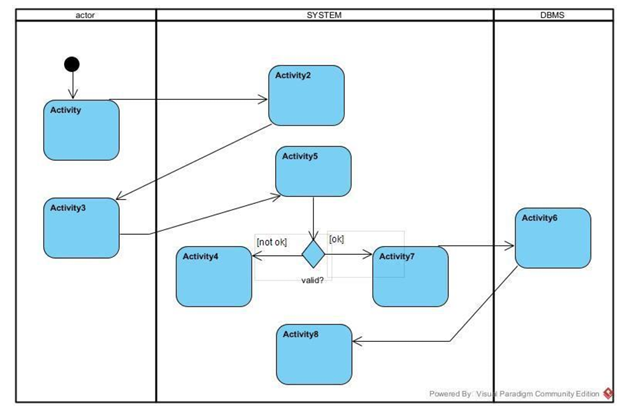 actor
SYSTEM
DBMS
Activity
Activity2
Activity5
Activity3
Activity6
[not ok]
[ok]
Activity4
Activity7
valid?
Activity8
Powered By: Visual Paradigm Community Edition